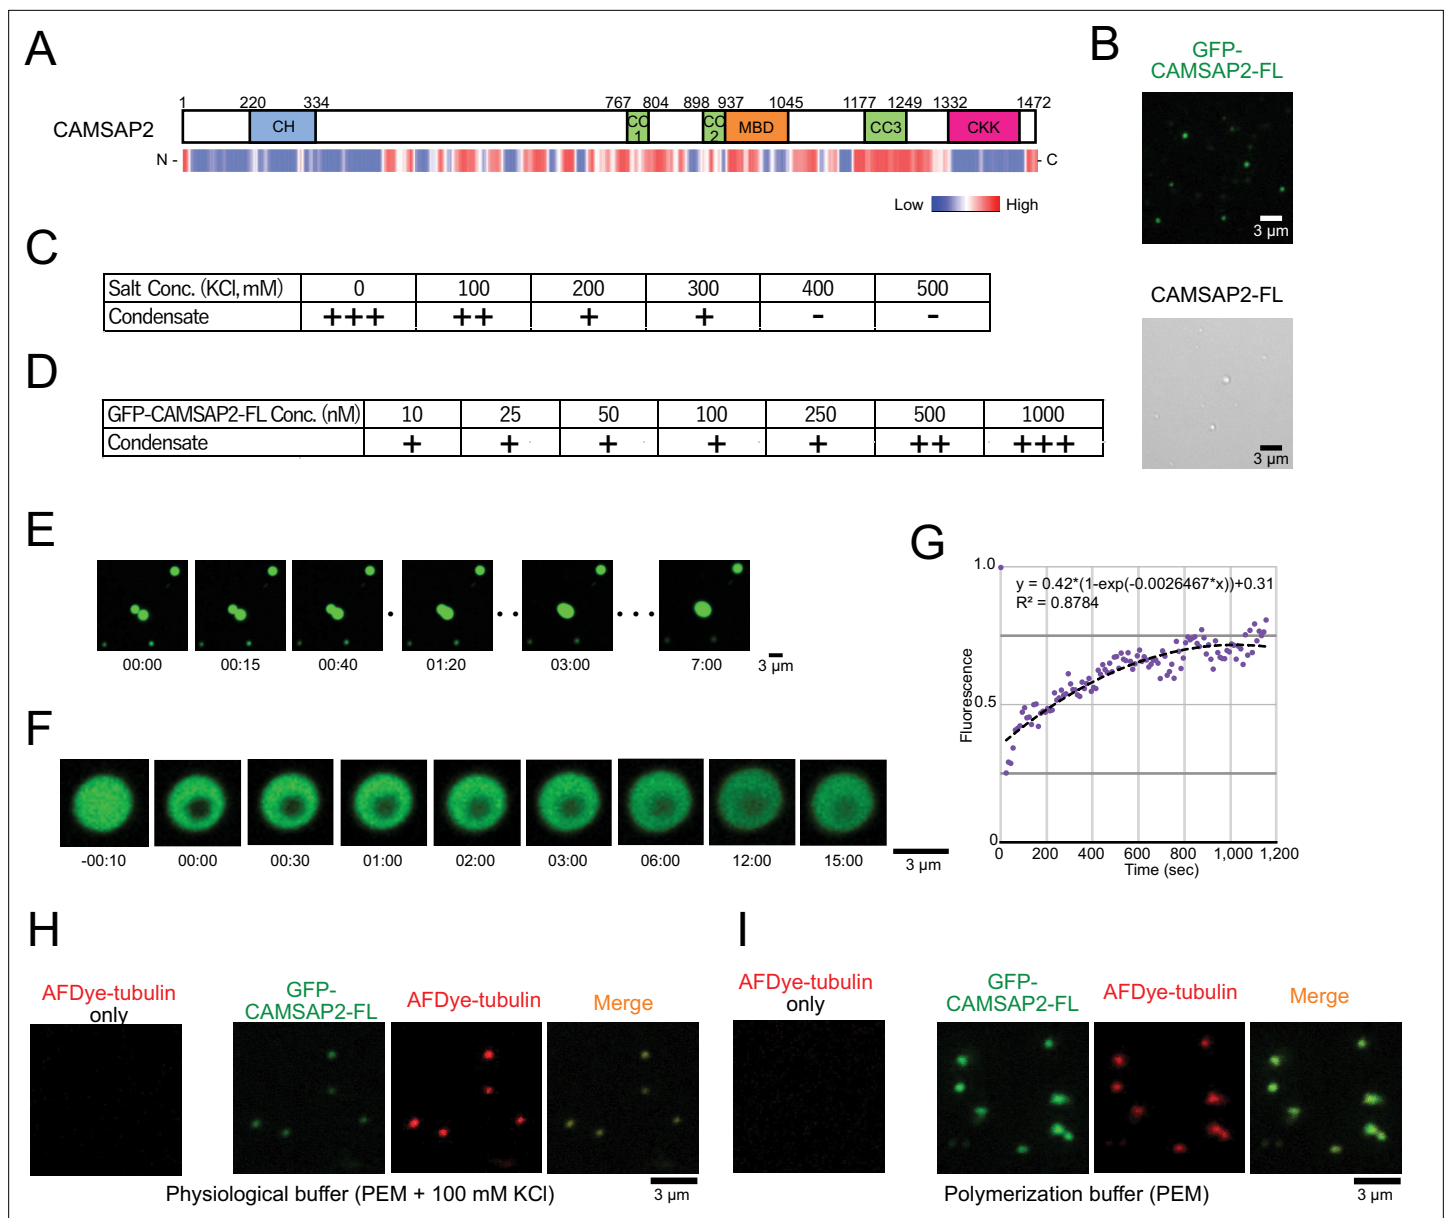 A
1 220 334 767 804 898 937 1045 1177 1249 1332 1472
CAMSAP2
CH
CC
1
CC
2
MBD
CC3
CKK
N -
- C
Low
High
B
GFP-
CAMSAP2-FL
3 µm
CAMSAP2-FL
3 µm
C
Salt Conc. (KCl, mM) 0 100 200 300 400 500
Condensate +++ ++ + + - -
D
GFP-CAMSAP2-FL Conc. (nM) 10 25 50 100 250 500 1000
Condensate + + + + + ++ +++
E
00:00 00:15 00:40 01:20 03:00 7:00
3 µm
F
-00:10 00:00 00:30 01:00 02:00 03:00 06:00 12:00 15:00
3 µm
G
1.0
y = 0.42*(1-exp(-0.0026467*x))+0.31
R² = 0.8784
Fluorescence
0.5
0
0 200 400 600 800 1,000 1,200
Time (sec)
H
AFDye-tubulin
only
GFP-
CAMSAP2-FL
AFDye-tubulin
Merge
Physiological buffer (PEM + 100 mM KCl)
3 µm
I
AFDye-tubulin
only
GFP-
CAMSAP2-FL
AFDye-tubulin
Merge
Polymerization buffer (PEM)
3 µm